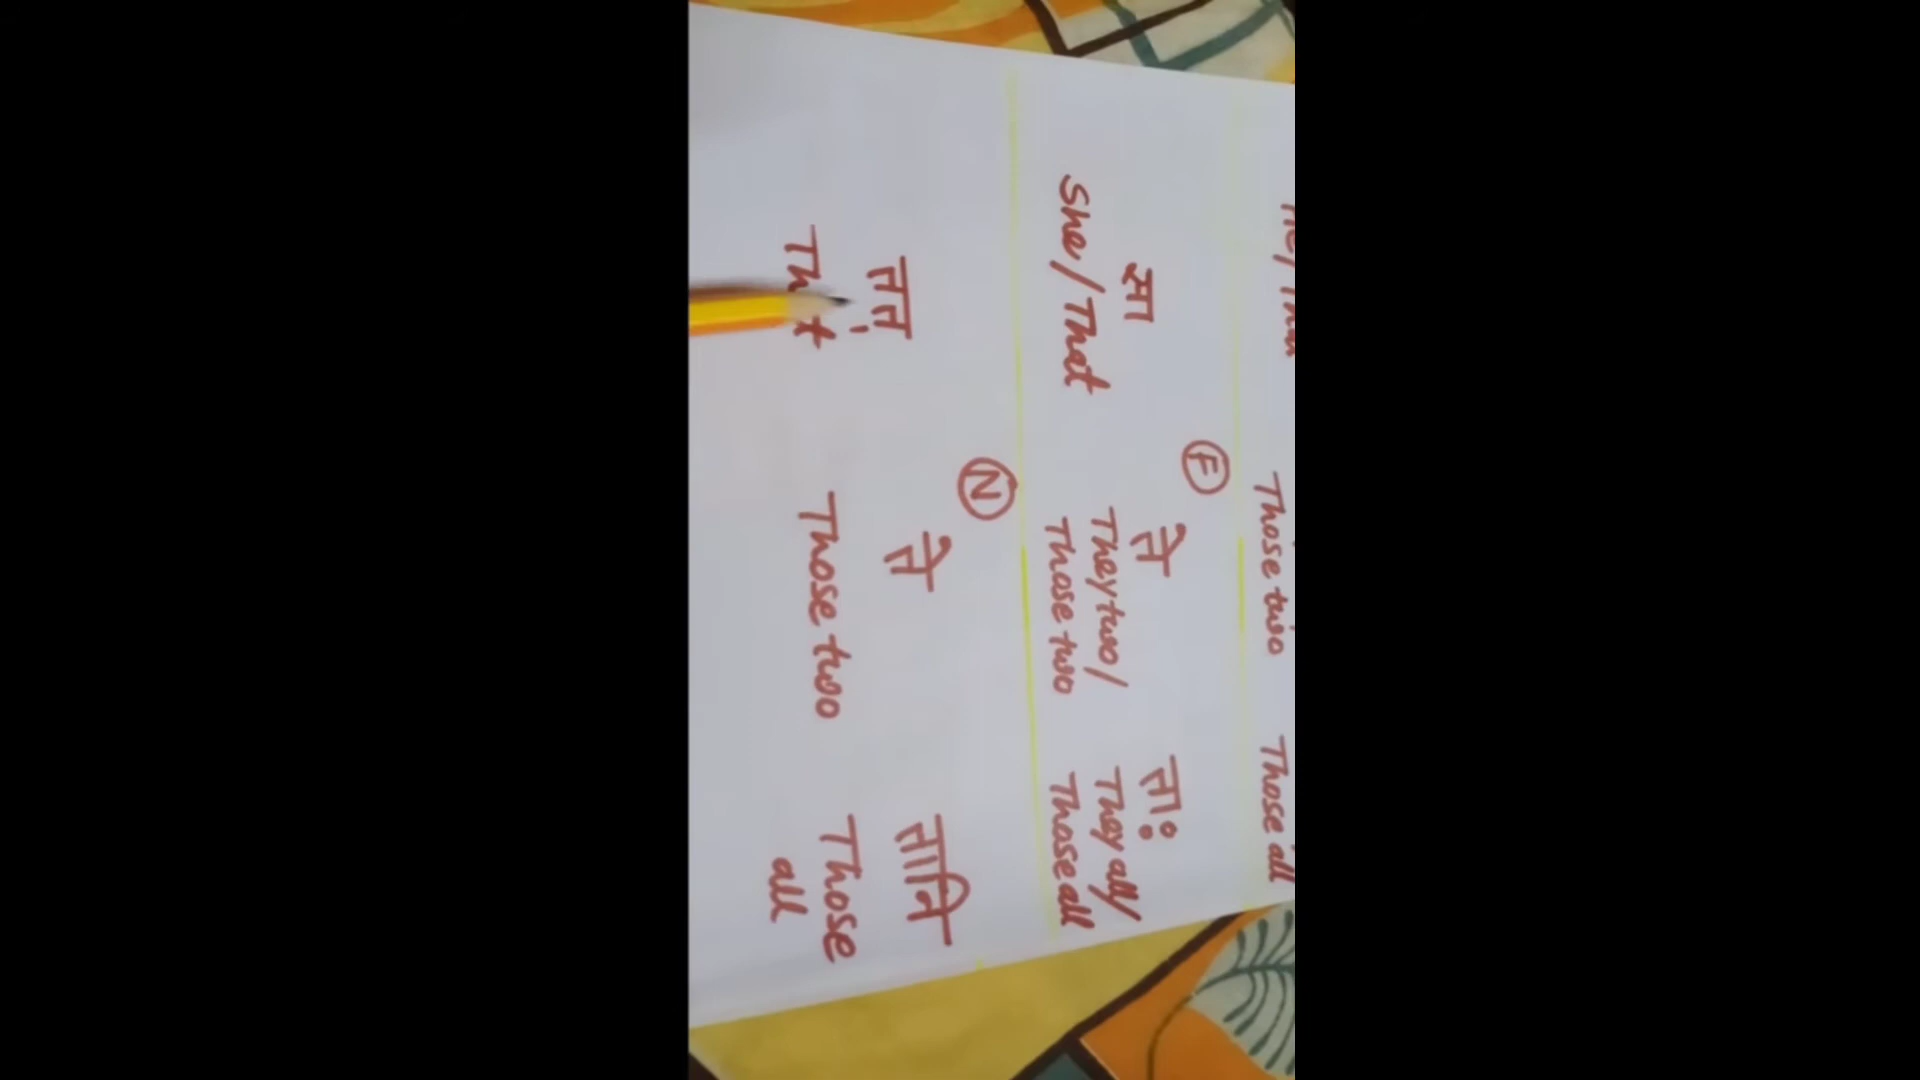 Those two Those all
F
सा ते ताः
She/That They two/ They all/
Those two Those all
N
तत् ते तानि
That Those two Those
all